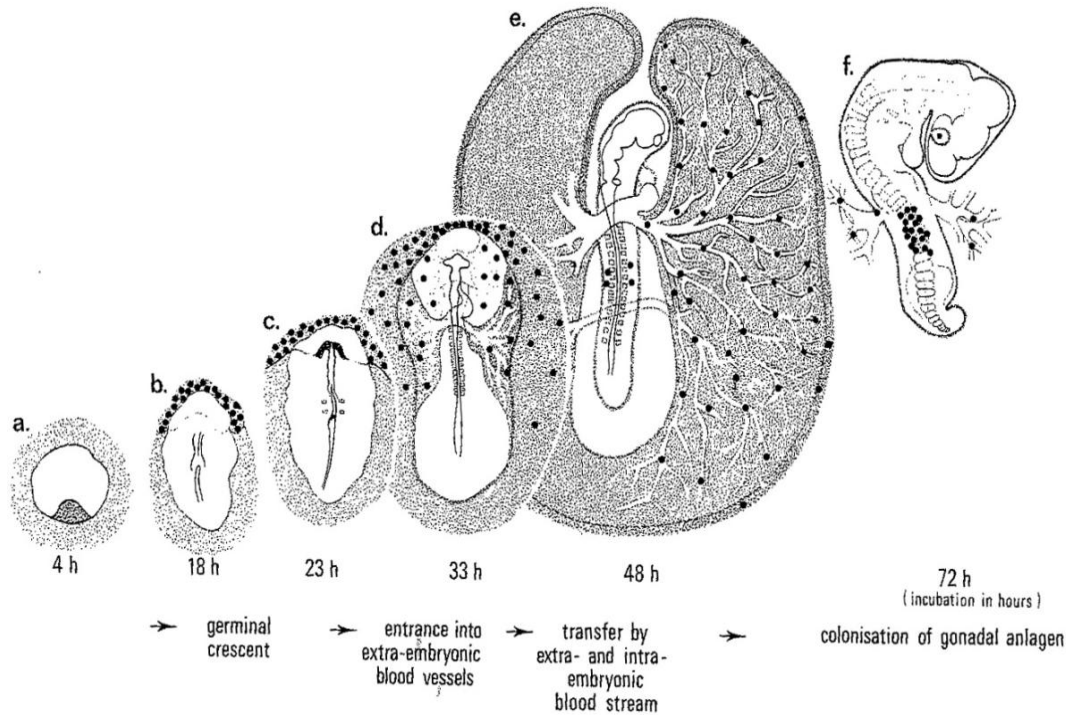 a.
b.
c.
d.
e.
f.
4 h
18 h
23 h
33 h
48 h
72 h
( incubation in hours )
→ germinal
crescent
→ entrance into
extra-embryonic
blood vessels
→ transfer by
extra- and intra-
embryonic
blood stream
→ colonisation of gonadal anlagen